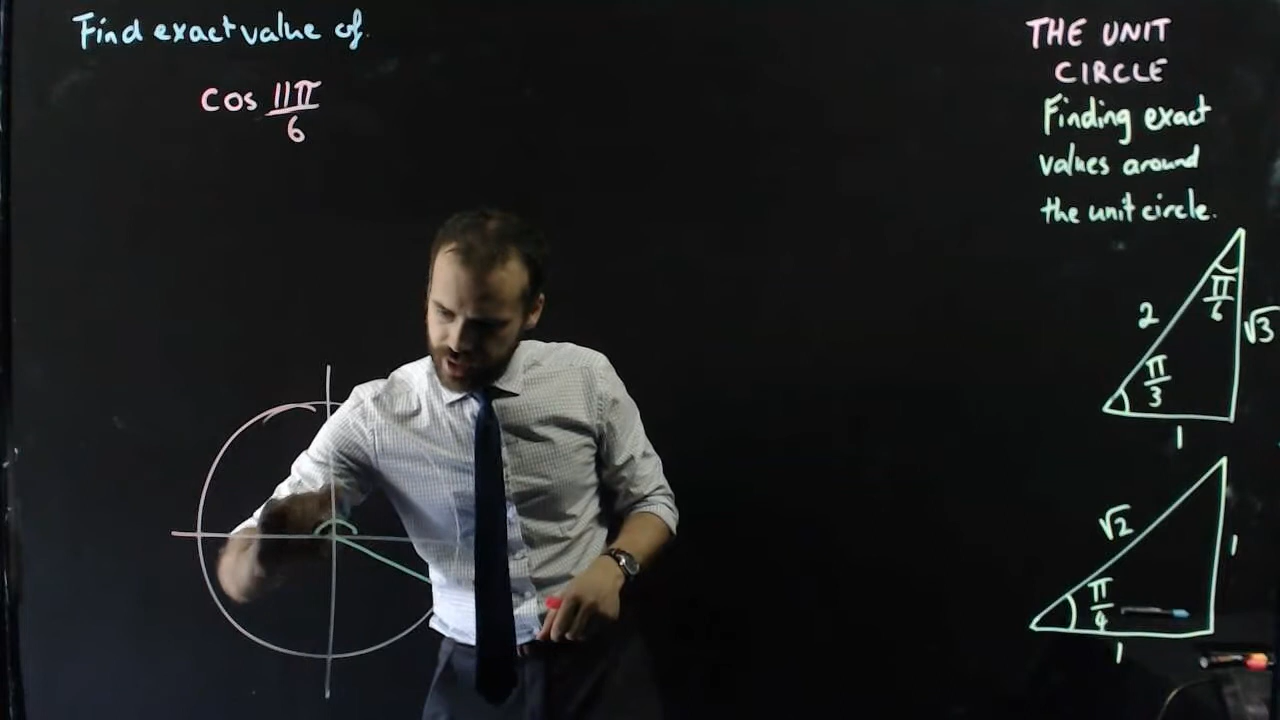 Find exact value of
cos 11π/6
THE UNIT
CIRCLE
Finding exact
values around
the unit circle.
π/6
2
√3
π/3
1
√2
1
π/4
1